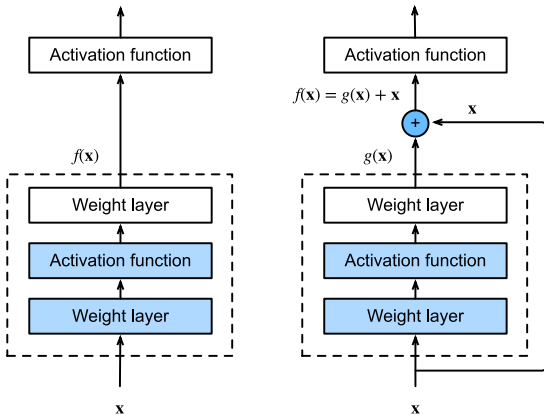 Activation function
f(x)
Weight layer
Activation function
Weight layer
x
Activation function
f(x) = g(x) + x
+
x
g(x)
Weight layer
Activation function
Weight layer
x